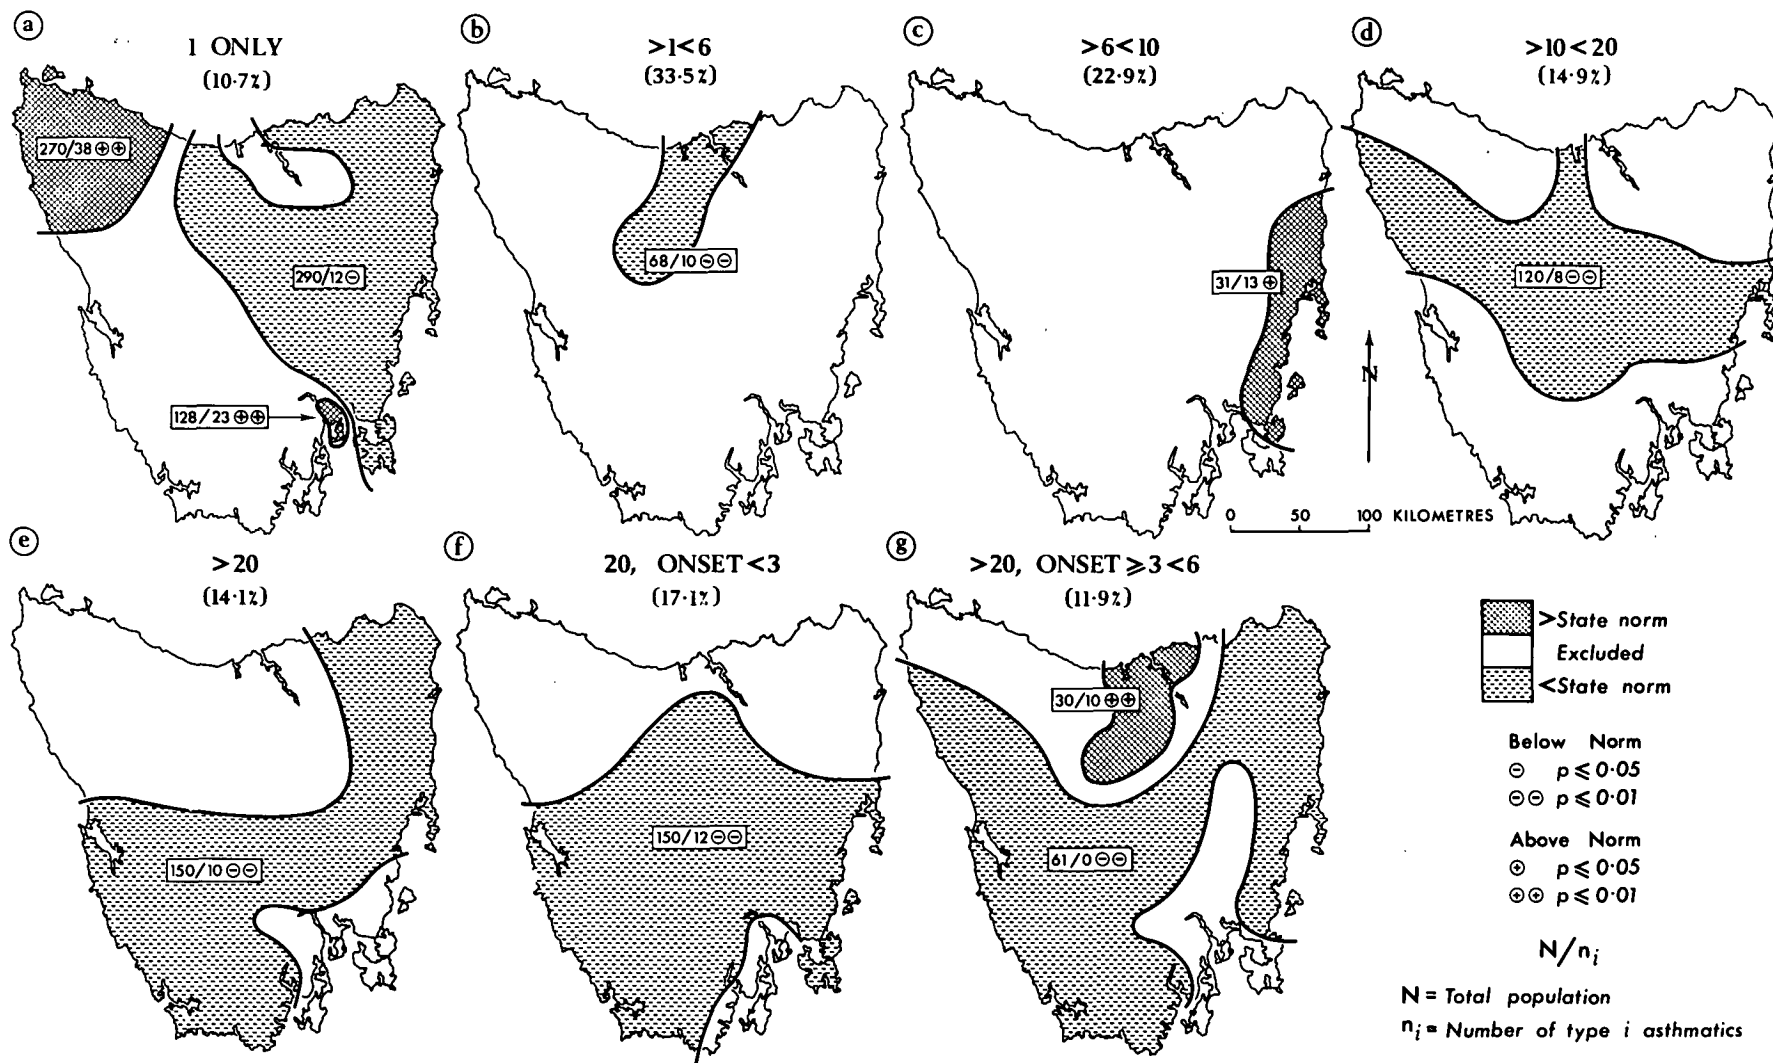 a
1 ONLY
(10·7%)
270/38 ⊕⊕
290/12 ⊖
128/23 ⊕⊕
b
>1<6
(33·5%)
68/10 ⊖⊖
c
>6<10
(22·9%)
31/13 ⊕
d
>10<20
(14·9%)
120/8 ⊖⊖
N
0 50 100 KILOMETRES
e
>20
(14·1%)
150/10 ⊖⊖
f
20, ONSET <3
(17·1%)
150/12 ⊖⊖
g
>20, ONSET ⩾3<6
(11·9%)
30/10 ⊕⊕
61/0 ⊖⊖
>State norm
Excluded
<State norm
Below Norm
⊖ p ⩽ 0·05
⊖⊖ p ⩽ 0·01
Above Norm
⊕ p ⩽ 0·05
⊕⊕ p ⩽ 0·01
N/ni
N = Total population
ni = Number of type i asthmatics